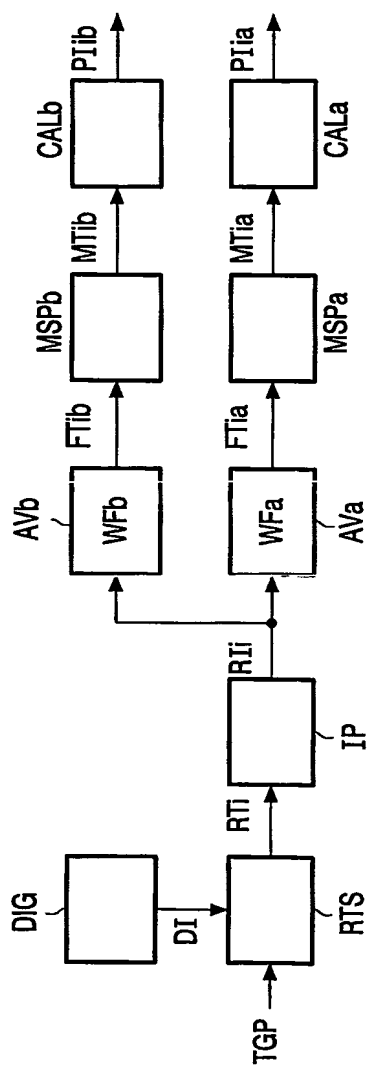 PIib
CALb
MTib
MSPb
FTib
AVb
WFb
PIia
CALa
MTia
MSPa
FTia
WFa
AVa
RIi
IP
RTi
DIG
DI
RTS
TGP